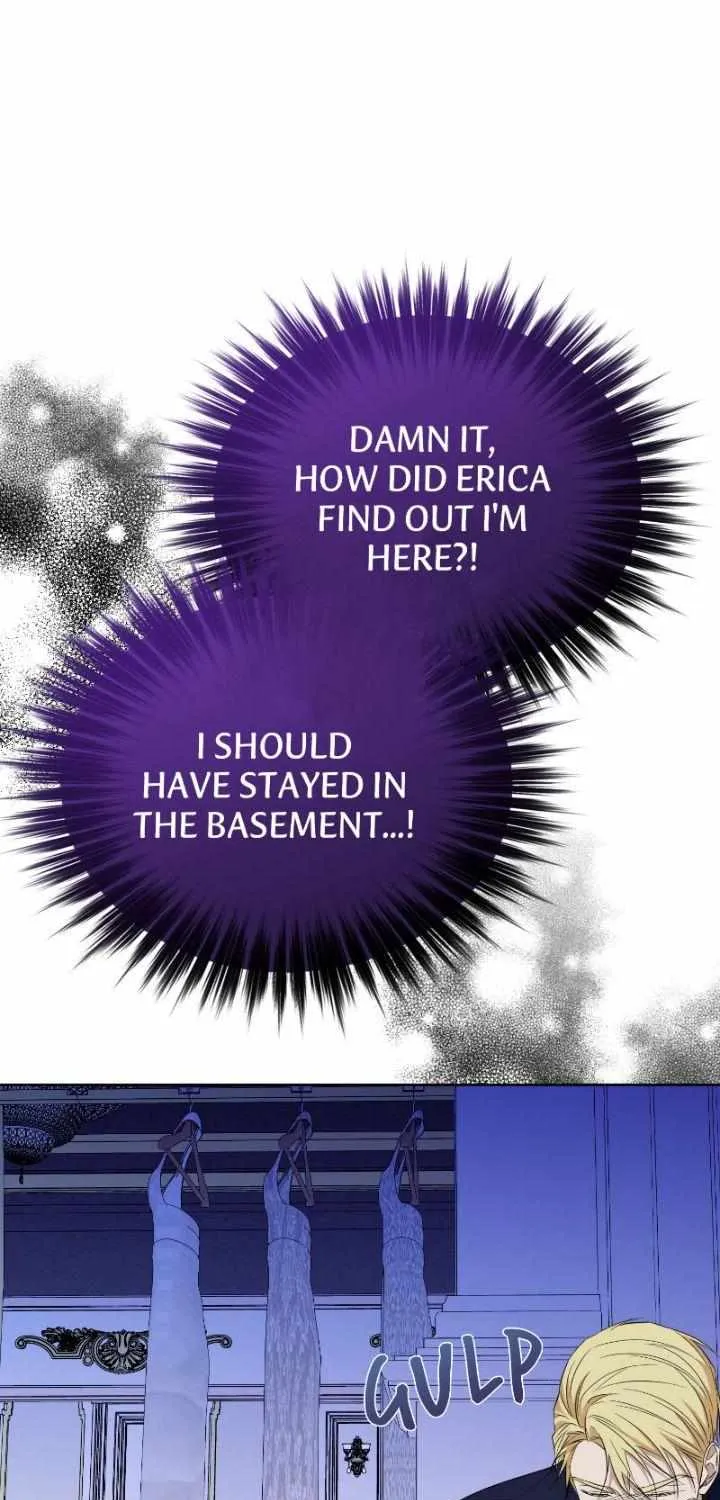 DAMN IT,
HOW DID ERICA
FIND OUT I'M
HERE?!
I SHOULD
HAVE STAYED IN
THE BASEMENT...!
GULP